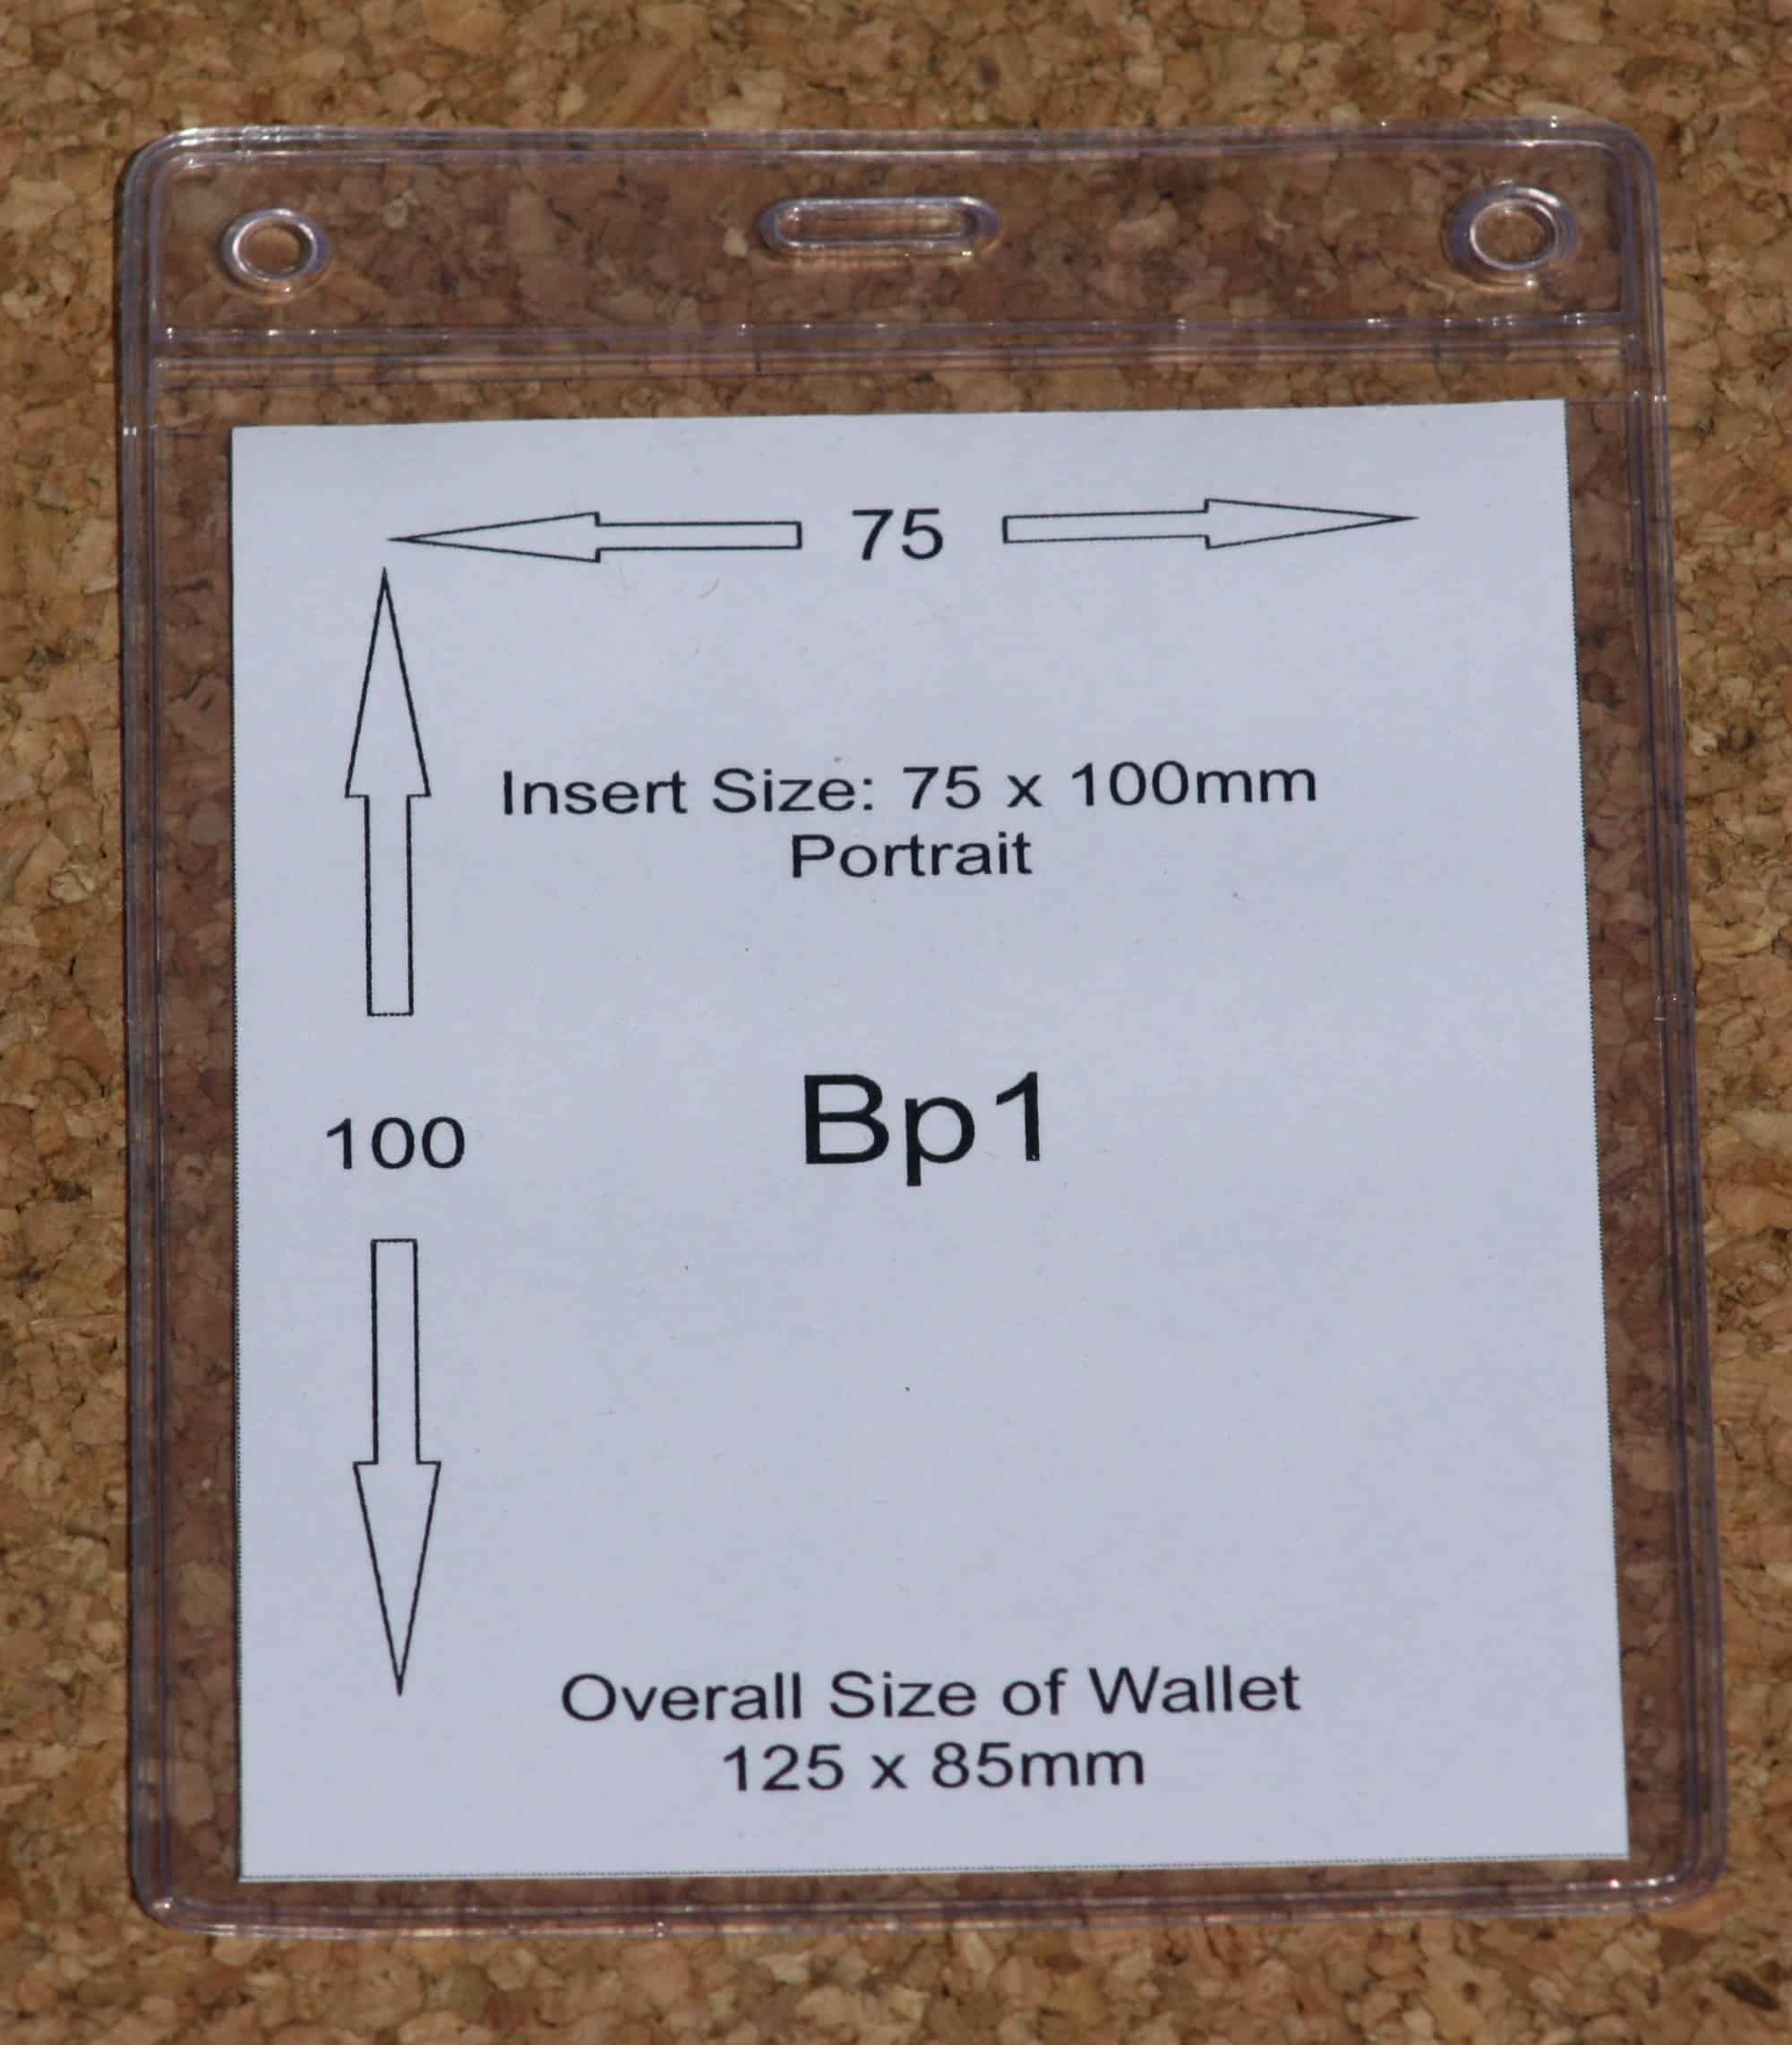 75
Insert Size: 75 x 100mm
Portrait
100
Bp1
Overall Size of Wallet
125 x 85mm